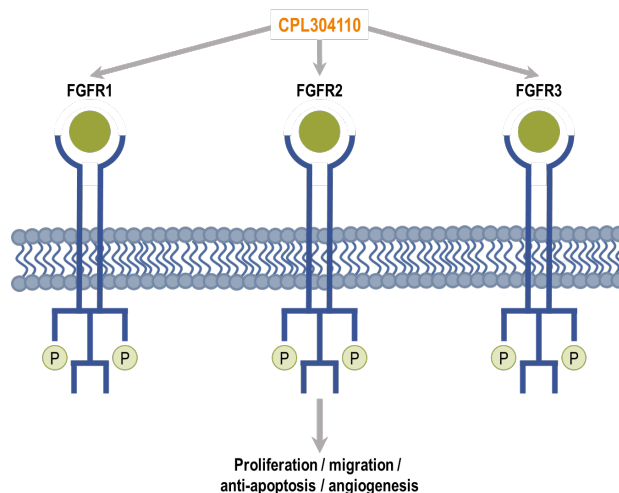 CPL304110
FGFR1
FGFR2
FGFR3
P
P
P
P
P
P
Proliferation / migration /
anti-apoptosis / angiogenesis